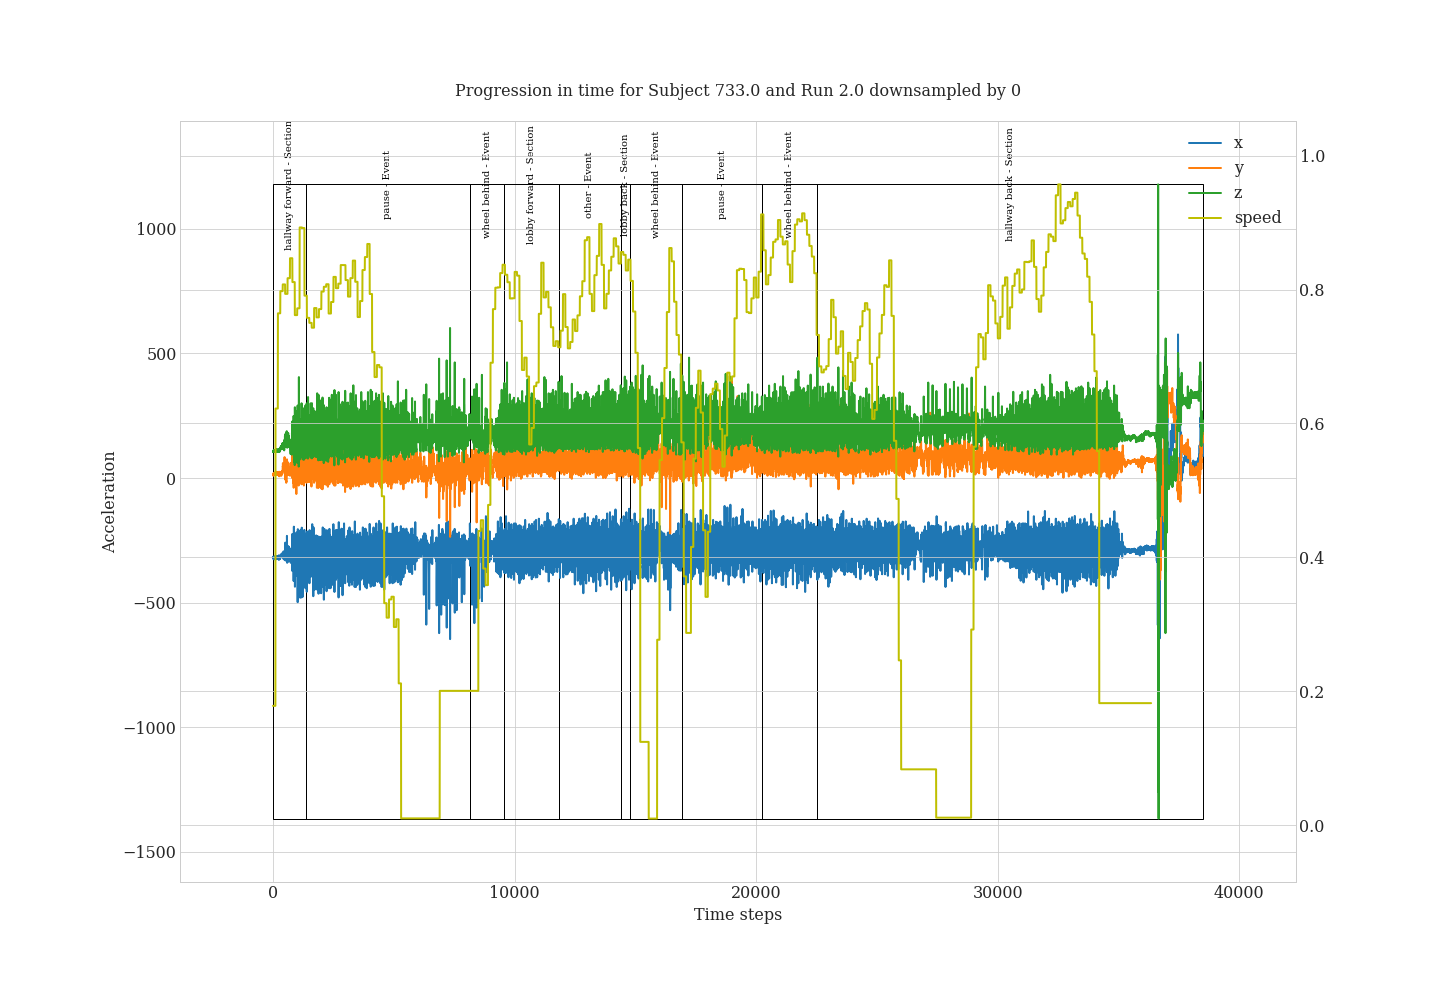 Progression in time for Subject 733.0 and Run 2.0 downsampled by 0
hallway forward - Section
pause - Event
wheel behind - Event
lobby forward - Section
other - Event
lobby back - Section
wheel behind - Event
pause - Event
wheel behind - Event
hallway back - Section
x
y
z
speed
1000
500
0
−500
−1000
−1500
Acceleration
1.0
0.8
0.6
0.4
0.2
0.0
0
10000
20000
30000
40000
Time steps